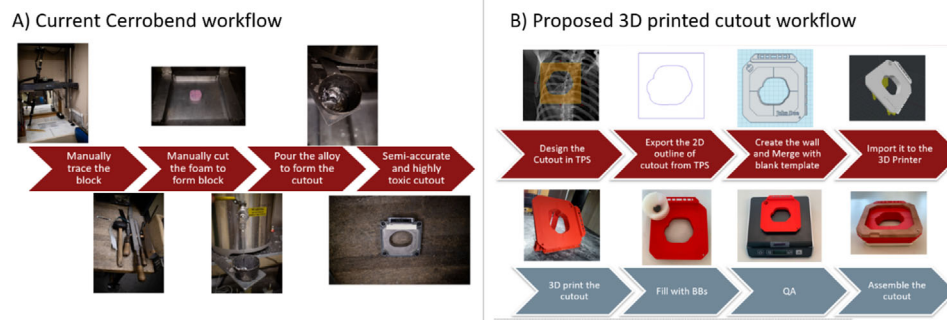 A) Current Cerrobend workflow
Manually
trace the
block
Manually cut
the foam to
form block
Pour the alloy
to form the
cutout
Semi-accurate
and highly
toxic cutout
B) Proposed 3D printed cutout workflow
John Doe
Design the
Cutout in TPS
Export the 2D
outline of
cutout from TPS
Create the
wall and Merge with
blank template
Import it to
the 3D Printer
3D print the
cutout
Fill with BBs
QA
Assemble the
cutout